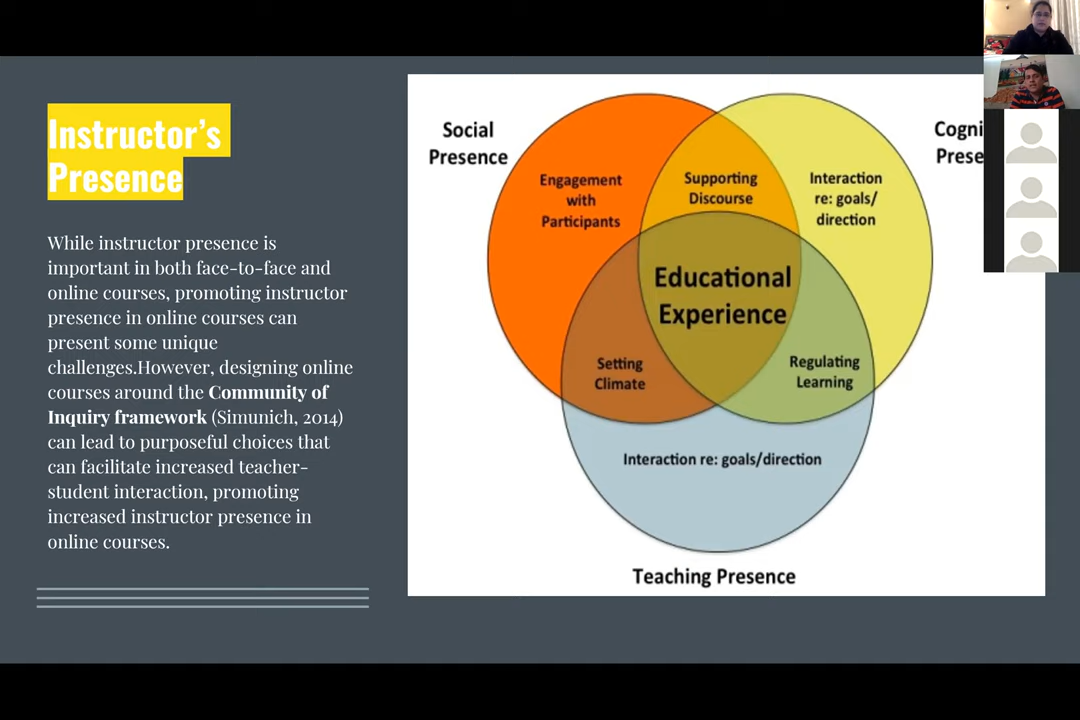 Instructor's
Presence
While instructor presence is
important in both face-to-face and
online courses, promoting instructor
presence in online courses can
present some unique
challenges.However, designing online
courses around the Community of
Inquiry framework (Simunich, 2014)
can lead to purposeful choices that
can facilitate increased teacher-
student interaction, promoting
increased instructor presence in
online courses.
Social
Presence
Cogni
Prese
Engagement
with
Participants
Supporting
Discourse
Interaction
re: goals/
direction
Educational
Experience
Setting
Climate
Regulating
Learning
Interaction re: goals/direction
Teaching Presence